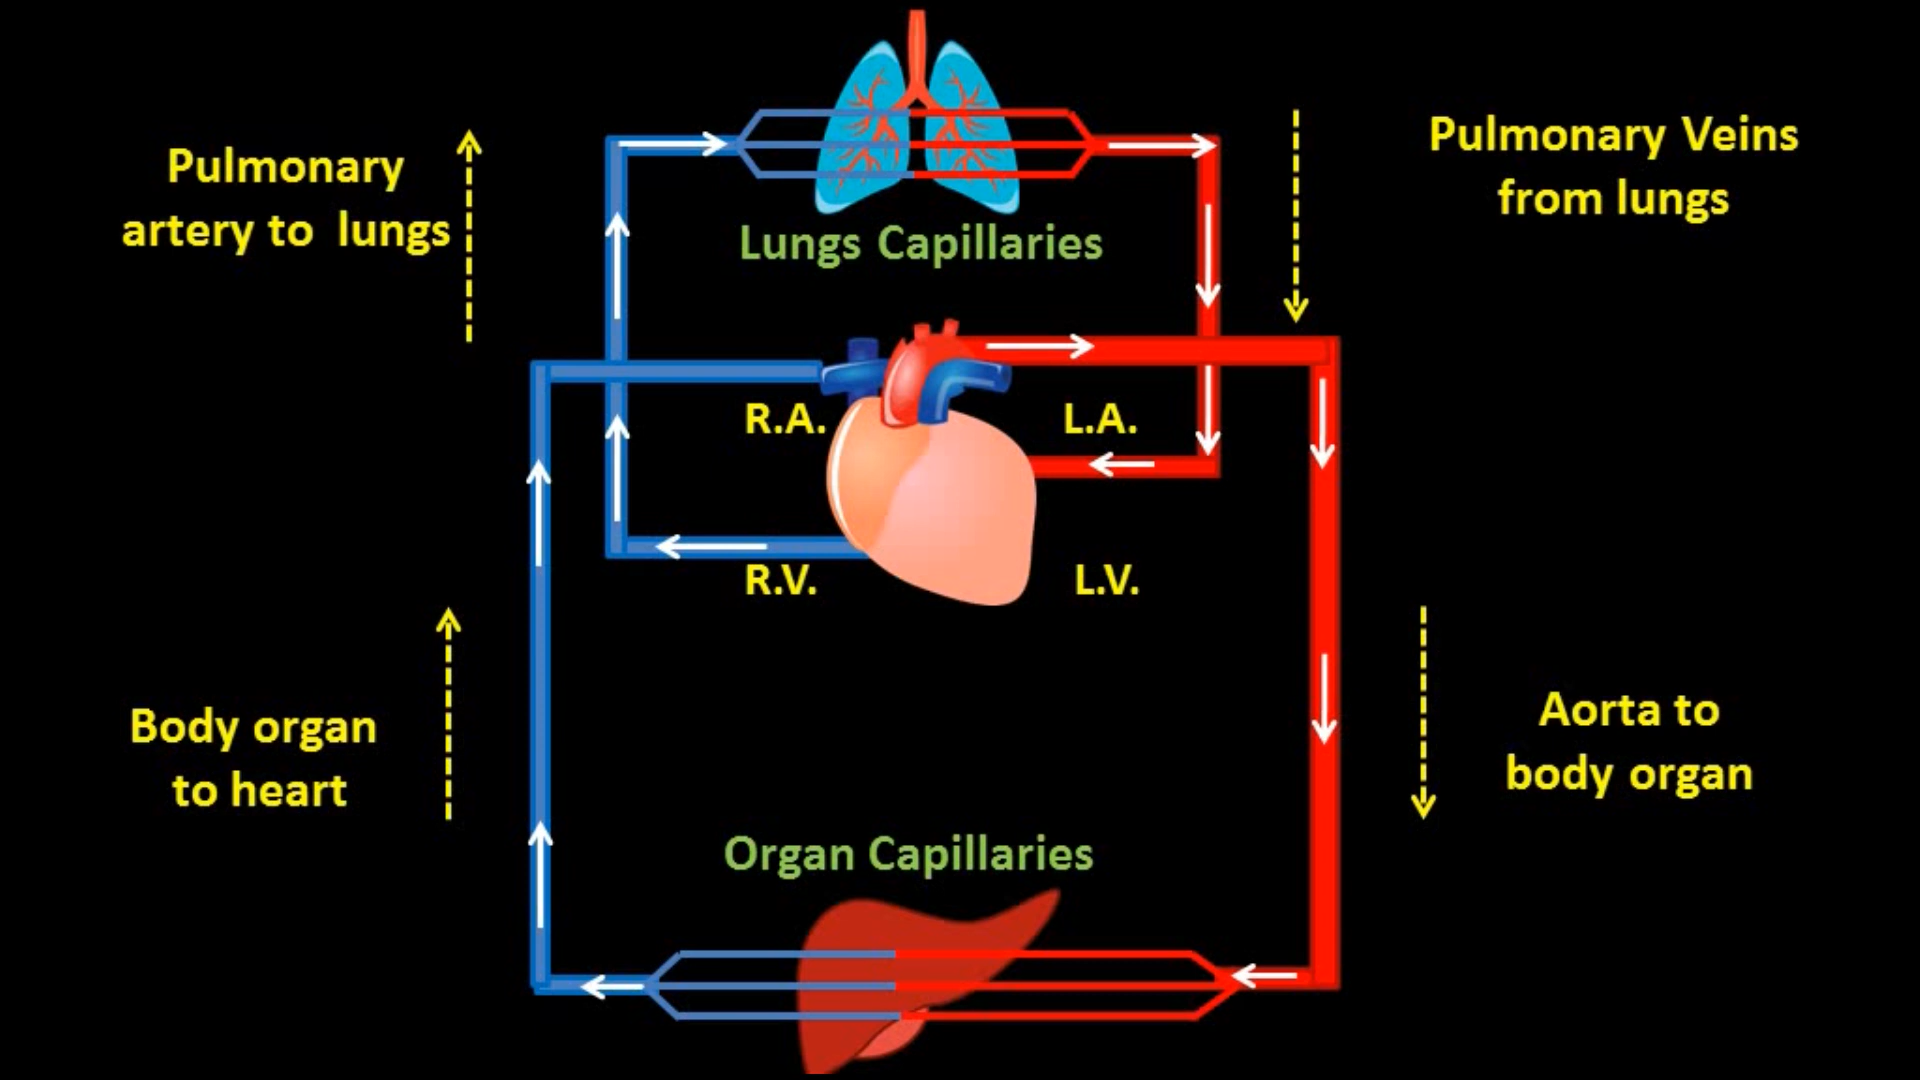 Pulmonary
artery to lungs
Pulmonary Veins
from lungs
Lungs Capillaries
R.A.
L.A.
R.V.
L.V.
Body organ
to heart
Aorta to
body organ
Organ Capillaries